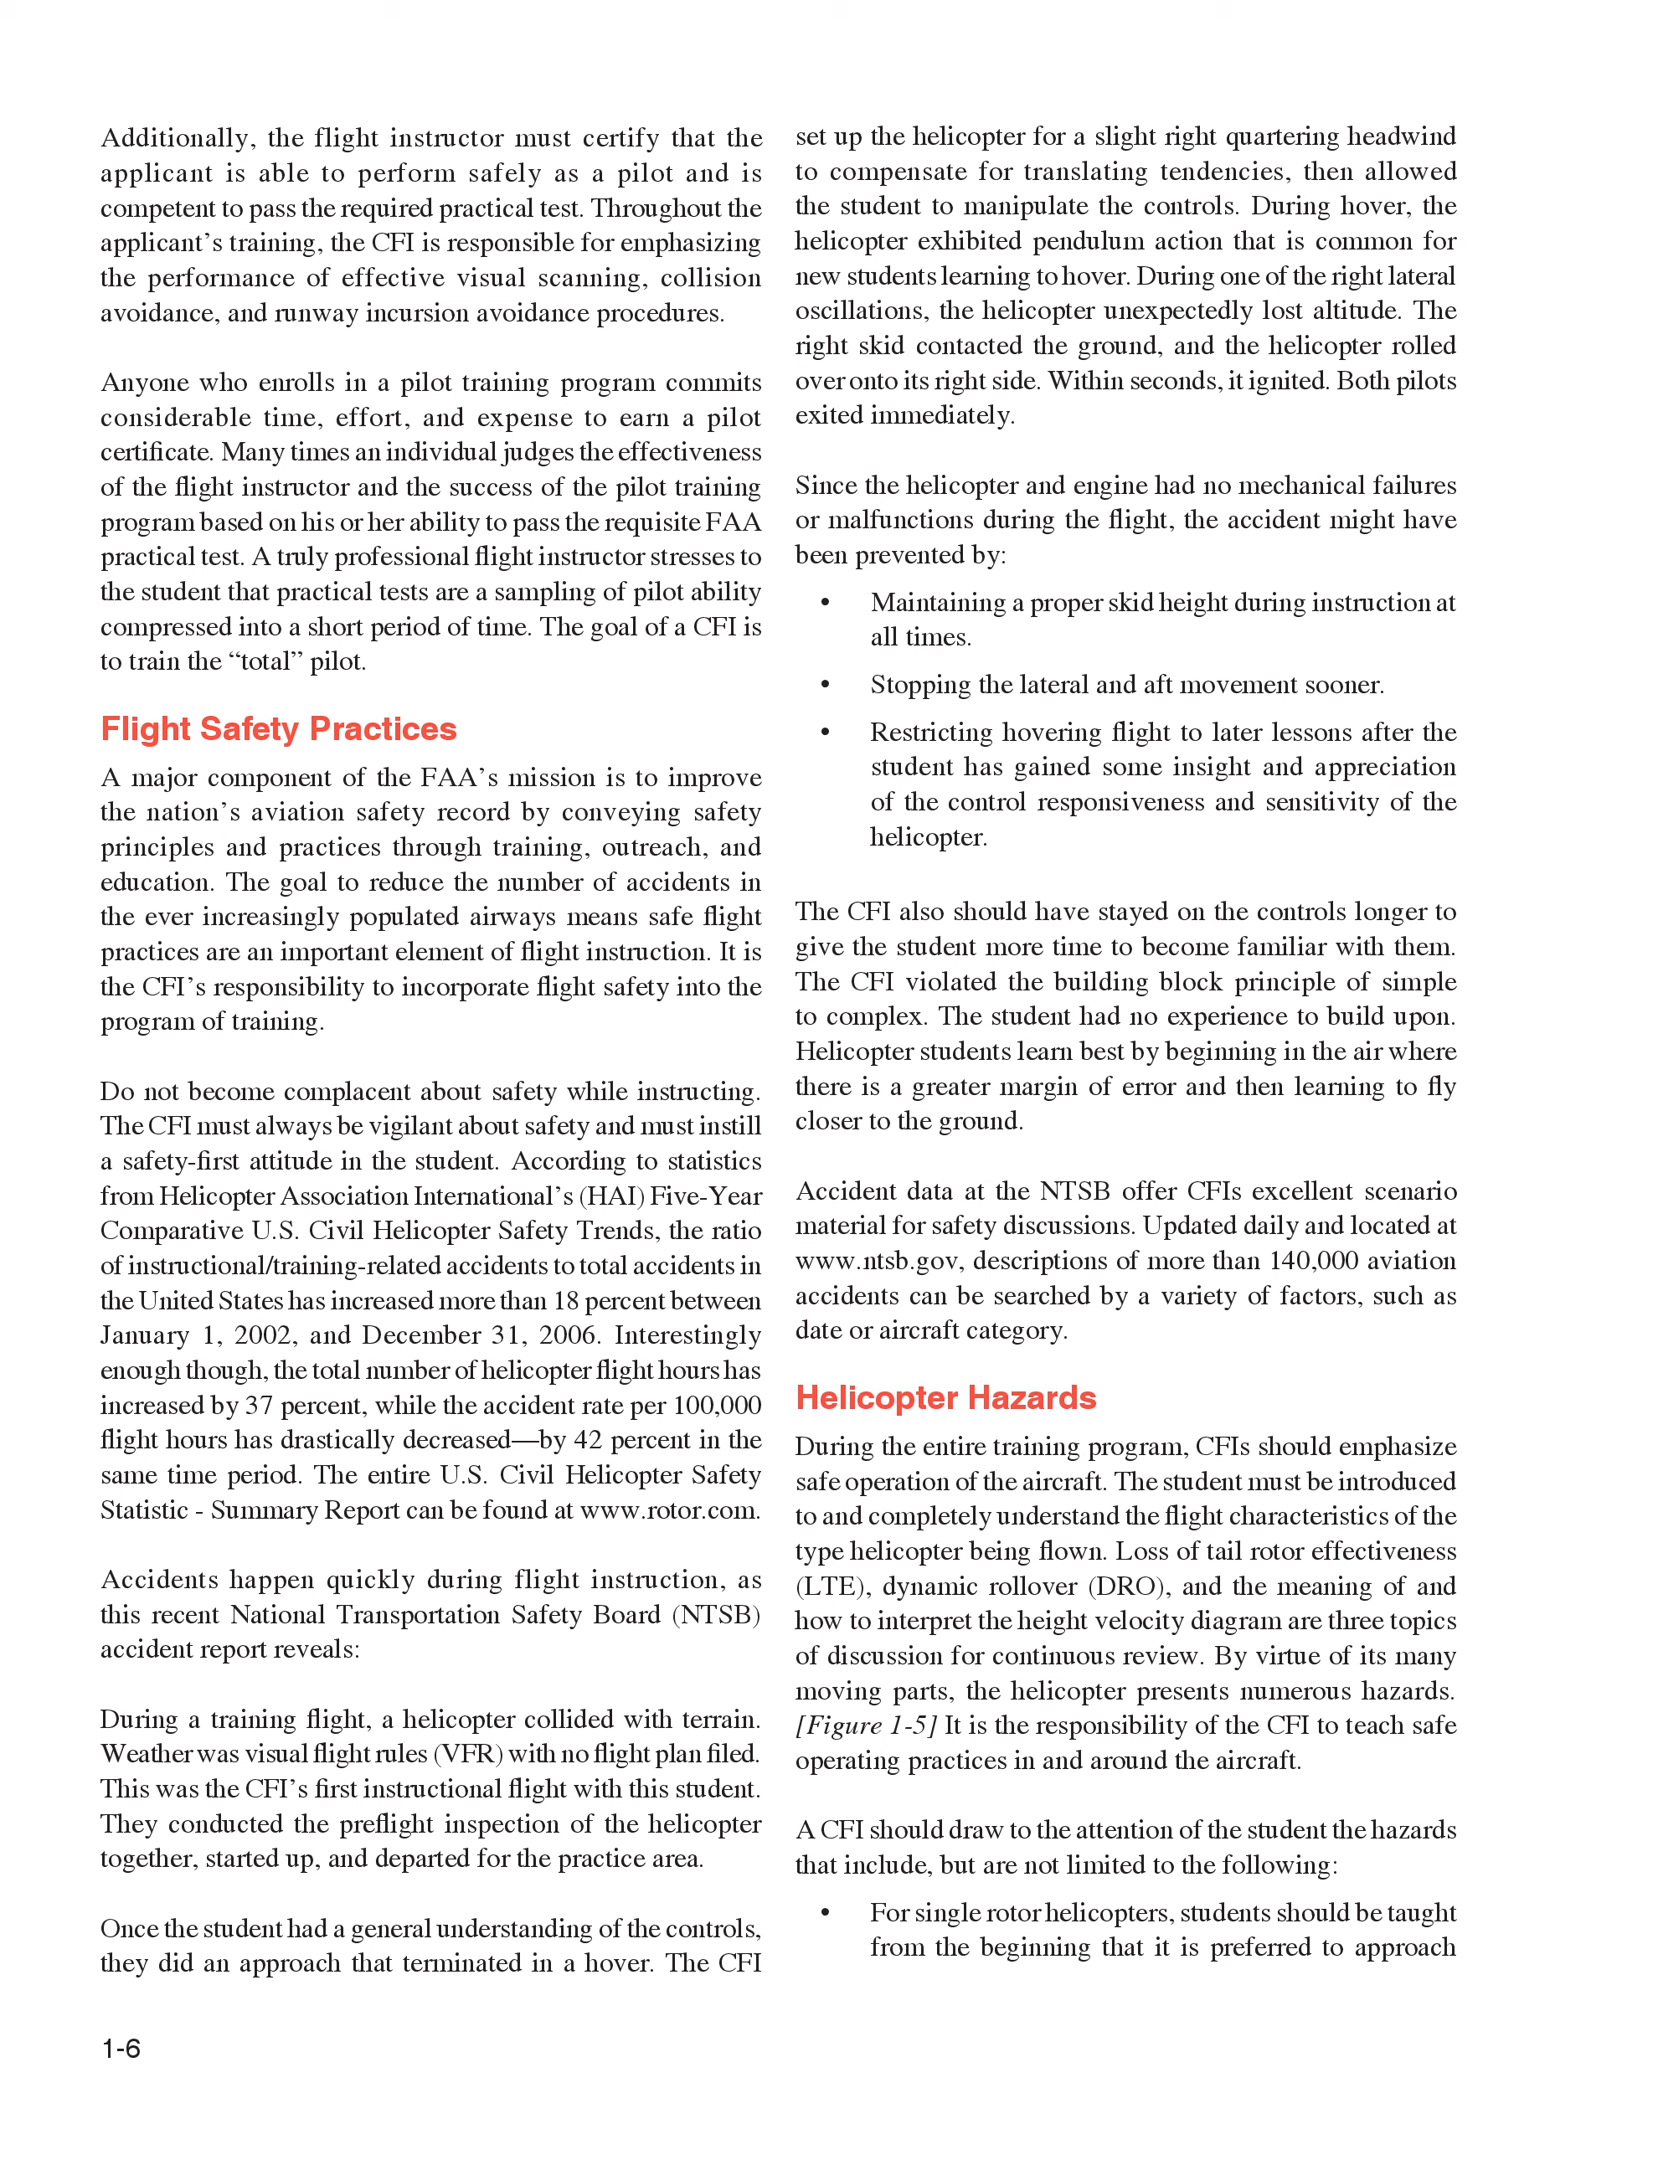 Additionally, the flight instructor must certify that the
applicant is able to perform safely as a pilot and is
competent to pass the required practical test. Throughout the
applicant’s training, the CFI is responsible for emphasizing
the performance of effective visual scanning, collision
avoidance, and runway incursion avoidance procedures.
Anyone who enrolls in a pilot training program commits
considerable time, effort, and expense to earn a pilot
certificate. Many times an individual judges the effectiveness
of the flight instructor and the success of the pilot training
program based on his or her ability to pass the requisite FAA
practical test. A truly professional flight instructor stresses to
the student that practical tests are a sampling of pilot ability
compressed into a short period of time. The goal of a CFI is
to train the “total” pilot.
Flight Safety Practices
A major component of the FAA’s mission is to improve
the nation’s aviation safety record by conveying safety
principles and practices through training, outreach, and
education. The goal to reduce the number of accidents in
the ever increasingly populated airways means safe flight
practices are an important element of flight instruction. It is
the CFI’s responsibility to incorporate flight safety into the
program of training.
Do not become complacent about safety while instructing.
The CFI must always be vigilant about safety and must instill
a safety-first attitude in the student. According to statistics
from Helicopter Association International’s (HAI) Five-Year
Comparative U.S. Civil Helicopter Safety Trends, the ratio
of instructional/training-related accidents to total accidents in
the United States has increased more than 18 percent between
January 1, 2002, and December 31, 2006. Interestingly
enough though, the total number of helicopter flight hours has
increased by 37 percent, while the accident rate per 100,000
flight hours has drastically decreased—by 42 percent in the
same time period. The entire U.S. Civil Helicopter Safety
Statistic - Summary Report can be found at www.rotor.com.
Accidents happen quickly during flight instruction, as
this recent National Transportation Safety Board (NTSB)
accident report reveals:
During a training flight, a helicopter collided with terrain.
Weather was visual flight rules (VFR) with no flight plan filed.
This was the CFI’s first instructional flight with this student.
They conducted the preflight inspection of the helicopter
together, started up, and departed for the practice area.
Once the student had a general understanding of the controls,
they did an approach that terminated in a hover. The CFI
set up the helicopter for a slight right quartering headwind
to compensate for translating tendencies, then allowed
the student to manipulate the controls. During hover, the
helicopter exhibited pendulum action that is common for
new students learning to hover. During one of the right lateral
oscillations, the helicopter unexpectedly lost altitude. The
right skid contacted the ground, and the helicopter rolled
over onto its right side. Within seconds, it ignited. Both pilots
exited immediately.
Since the helicopter and engine had no mechanical failures
or malfunctions during the flight, the accident might have
been prevented by:
• Maintaining a proper skid height during instruction at
all times.
• Stopping the lateral and aft movement sooner.
• Restricting hovering flight to later lessons after the
student has gained some insight and appreciation
of the control responsiveness and sensitivity of the
helicopter.
The CFI also should have stayed on the controls longer to
give the student more time to become familiar with them.
The CFI violated the building block principle of simple
to complex. The student had no experience to build upon.
Helicopter students learn best by beginning in the air where
there is a greater margin of error and then learning to fly
closer to the ground.
Accident data at the NTSB offer CFIs excellent scenario
material for safety discussions. Updated daily and located at
www.ntsb.gov, descriptions of more than 140,000 aviation
accidents can be searched by a variety of factors, such as
date or aircraft category.
Helicopter Hazards
During the entire training program, CFIs should emphasize
safe operation of the aircraft. The student must be introduced
to and completely understand the flight characteristics of the
type helicopter being flown. Loss of tail rotor effectiveness
(LTE), dynamic rollover (DRO), and the meaning of and
how to interpret the height velocity diagram are three topics
of discussion for continuous review. By virtue of its many
moving parts, the helicopter presents numerous hazards.
[Figure 1-5] It is the responsibility of the CFI to teach safe
operating practices in and around the aircraft.
A CFI should draw to the attention of the student the hazards
that include, but are not limited to the following:
• For single rotor helicopters, students should be taught
from the beginning that it is preferred to approach
1-6